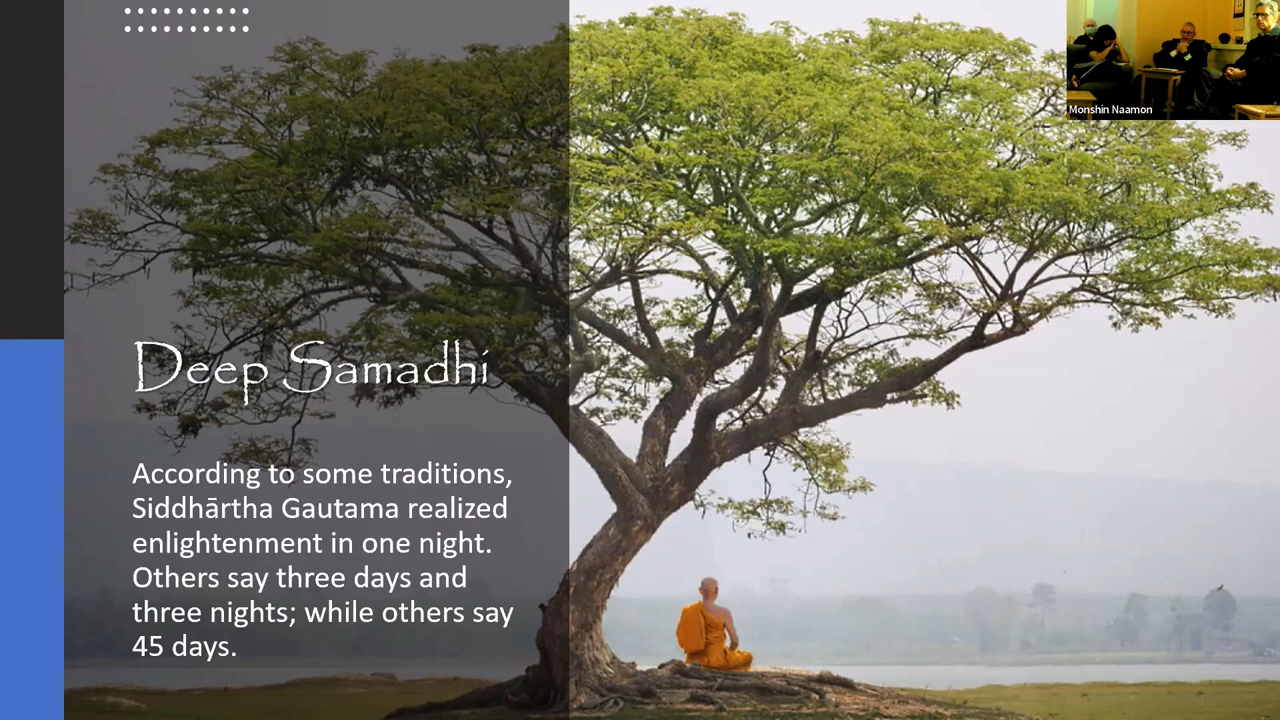 Monshin Naamon
Deep Samadhi
According to some traditions,
Siddhārtha Gautama realized
enlightenment in one night.
Others say three days and
three nights; while others say
45 days.